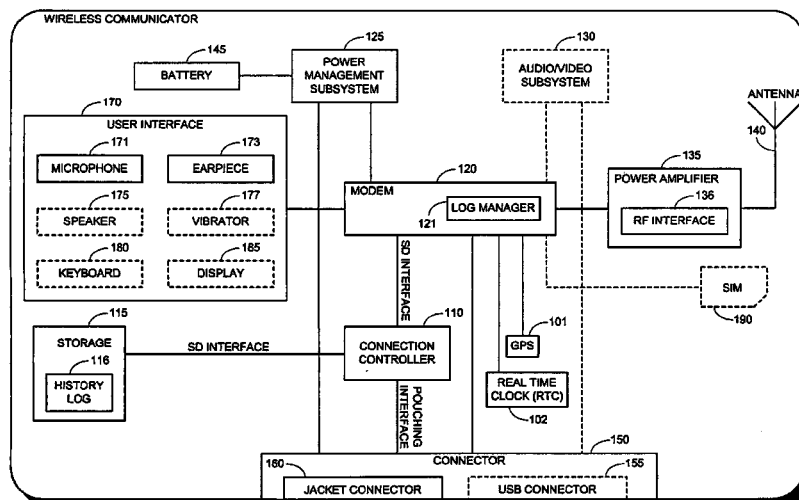 WIRELESS COMMUNICATOR
145
BATTERY
125
POWER
MANAGEMENT
SUBSYSTEM
130
AUDIO/VIDEO
SUBSYSTEM
ANTENNA
140
170
USER INTERFACE
171
MICROPHONE
173
EARPIECE
175
SPEAKER
177
VIBRATOR
180
KEYBOARD
185
DISPLAY
120
MODEM
121
LOG MANAGER
135
POWER AMPLIFIER
136
RF INTERFACE
SIM
190
SD INTERFACE
115
STORAGE
116
HISTORY
LOG
SD INTERFACE
110
CONNECTION
CONTROLLER
101
GPS
REAL TIME
CLOCK (RTC)
102
POUCHING
INTERFACE
150
CONNECTOR
160
JACKET CONNECTOR
155
USB CONNECTOR